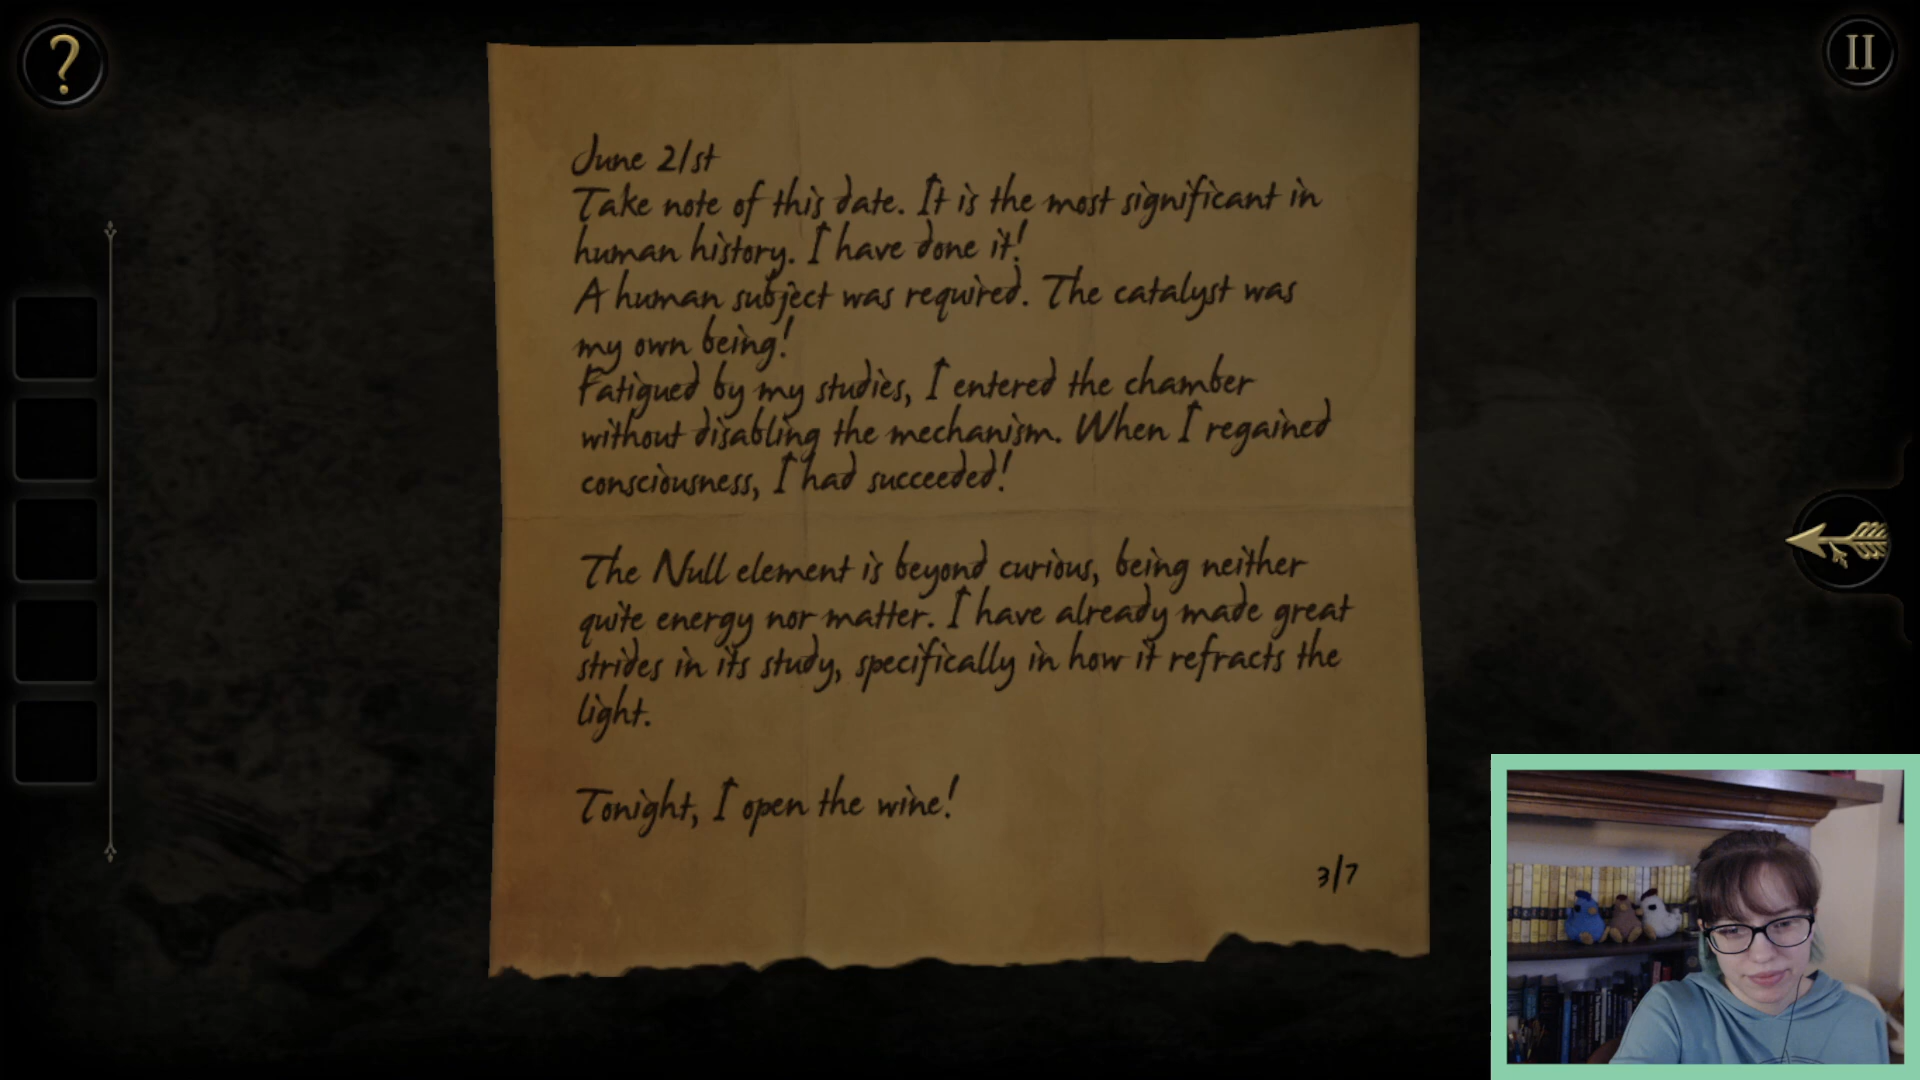 ?
II
June 21st
Take note of this date. It is the most significant in
human history. I have done it!
A human subject was required. The catalyst was
my own being!
Fatigued by my studies, I entered the chamber
without disabling the mechanism. When I regained
consciousness, I had succeeded!
The Null element is beyond curious, being neither
quite energy nor matter. I have already made great
strides in its study, specifically in how it refracts the
light.
Tonight, I open the wine!
3/7